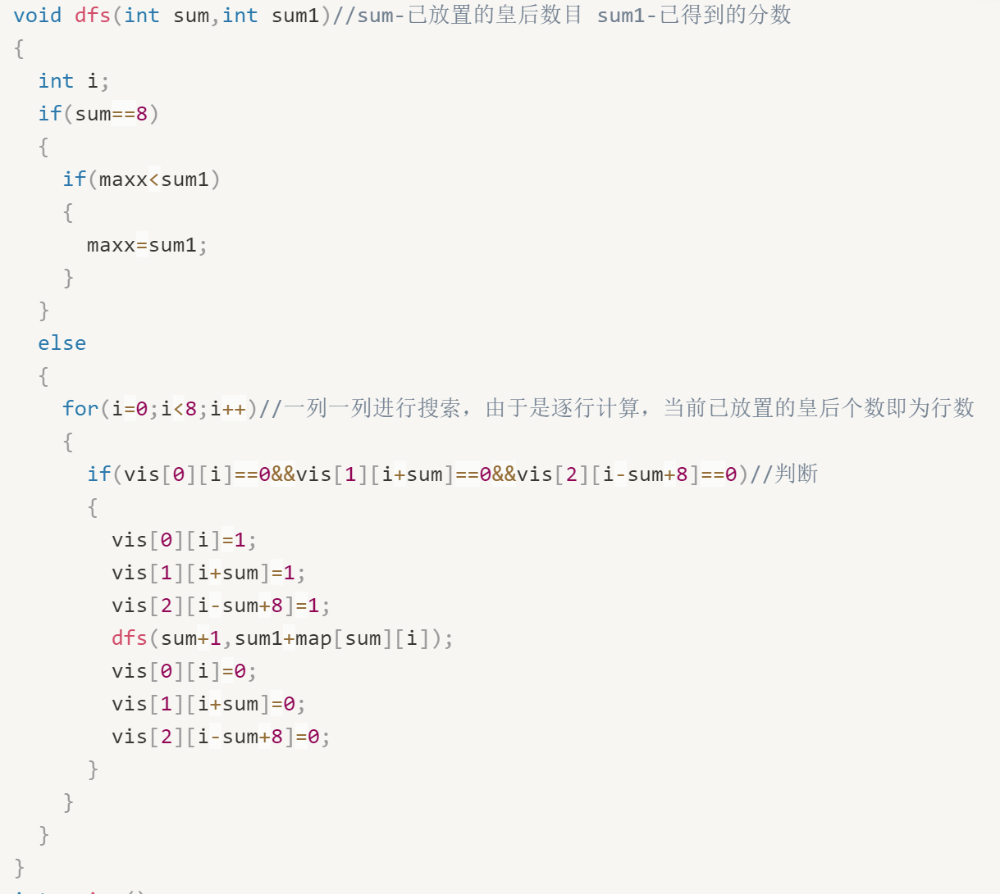 void dfs(int sum,int sum1)//sum-已放置的皇后数目 sum1-已得到的分数
{
  int i;
  if(sum==8)
  {
    if(maxx<sum1)
    {
      maxx=sum1;
    }
  }
  else
  {
    for(i=0;i<8;i++)//一列一列进行搜索，由于是逐行计算，当前已放置的皇后个数即为行数
    {
      if(vis[0][i]==0&&vis[1][i+sum]==0&&vis[2][i-sum+8]==0)//判断
      {
        vis[0][i]=1;
        vis[1][i+sum]=1;
        vis[2][i-sum+8]=1;
        dfs(sum+1,sum1+map[sum][i]);
        vis[0][i]=0;
        vis[1][i+sum]=0;
        vis[2][i-sum+8]=0;
      }
    }
  }
}